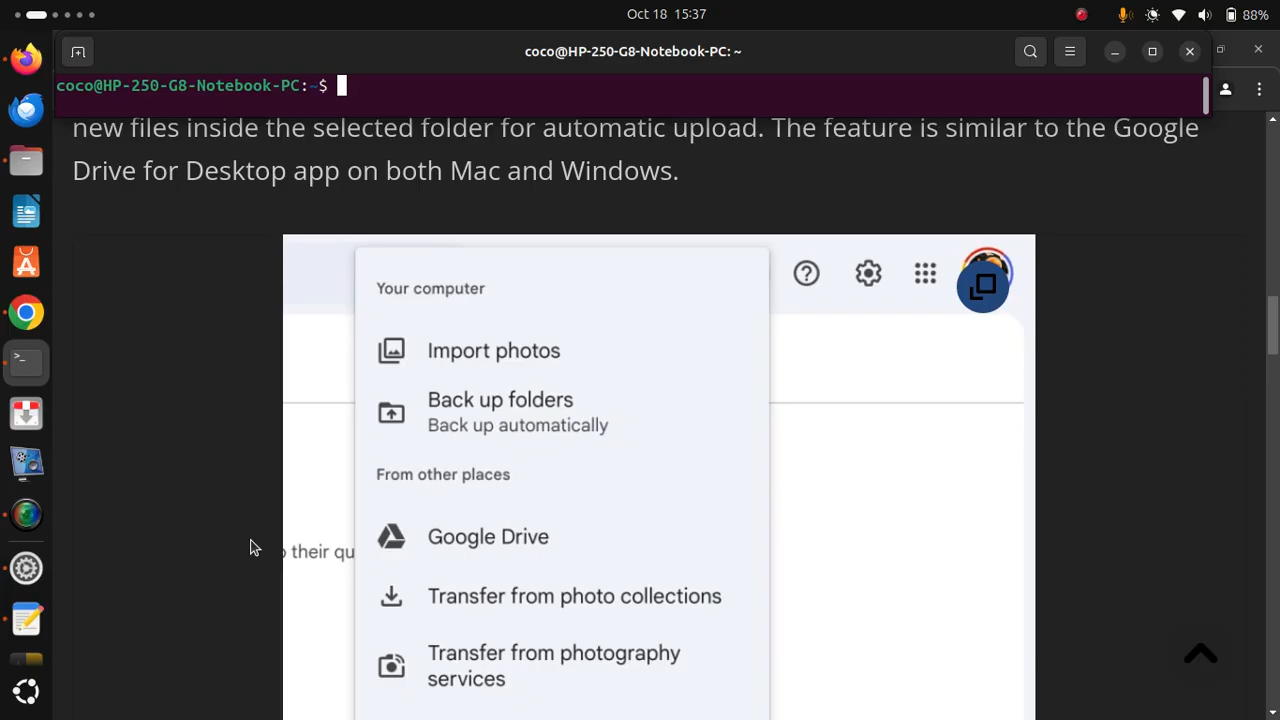 Oct 18 15:37
88%
coco@HP-250-G8-Notebook-PC: ~
coco@HP-250-G8-Notebook-PC:~$
new files inside the selected folder for automatic upload. The feature is similar to the Google
Drive for Desktop app on both Mac and Windows.
Your computer
Import photos
Back up folders
Back up automatically
From other places
Google Drive
o their qu
Transfer from photo collections
Transfer from photography
services